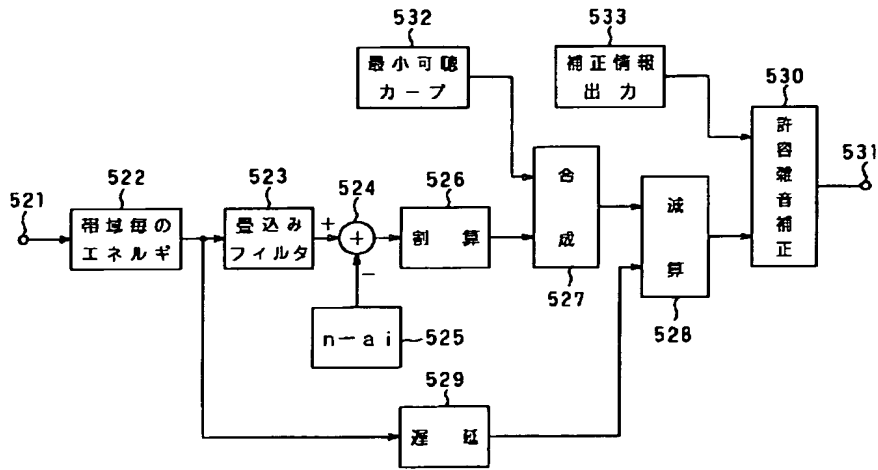 532
最小可聴
カーブ
533
補正情報
出力
530
許容雑音補正
531
521
522
帯域毎の
エネルギ
523
畳込み
フィルタ
524
+
+
−
526
割算
合成
527
減算
528
n−ai
525
529
遅延